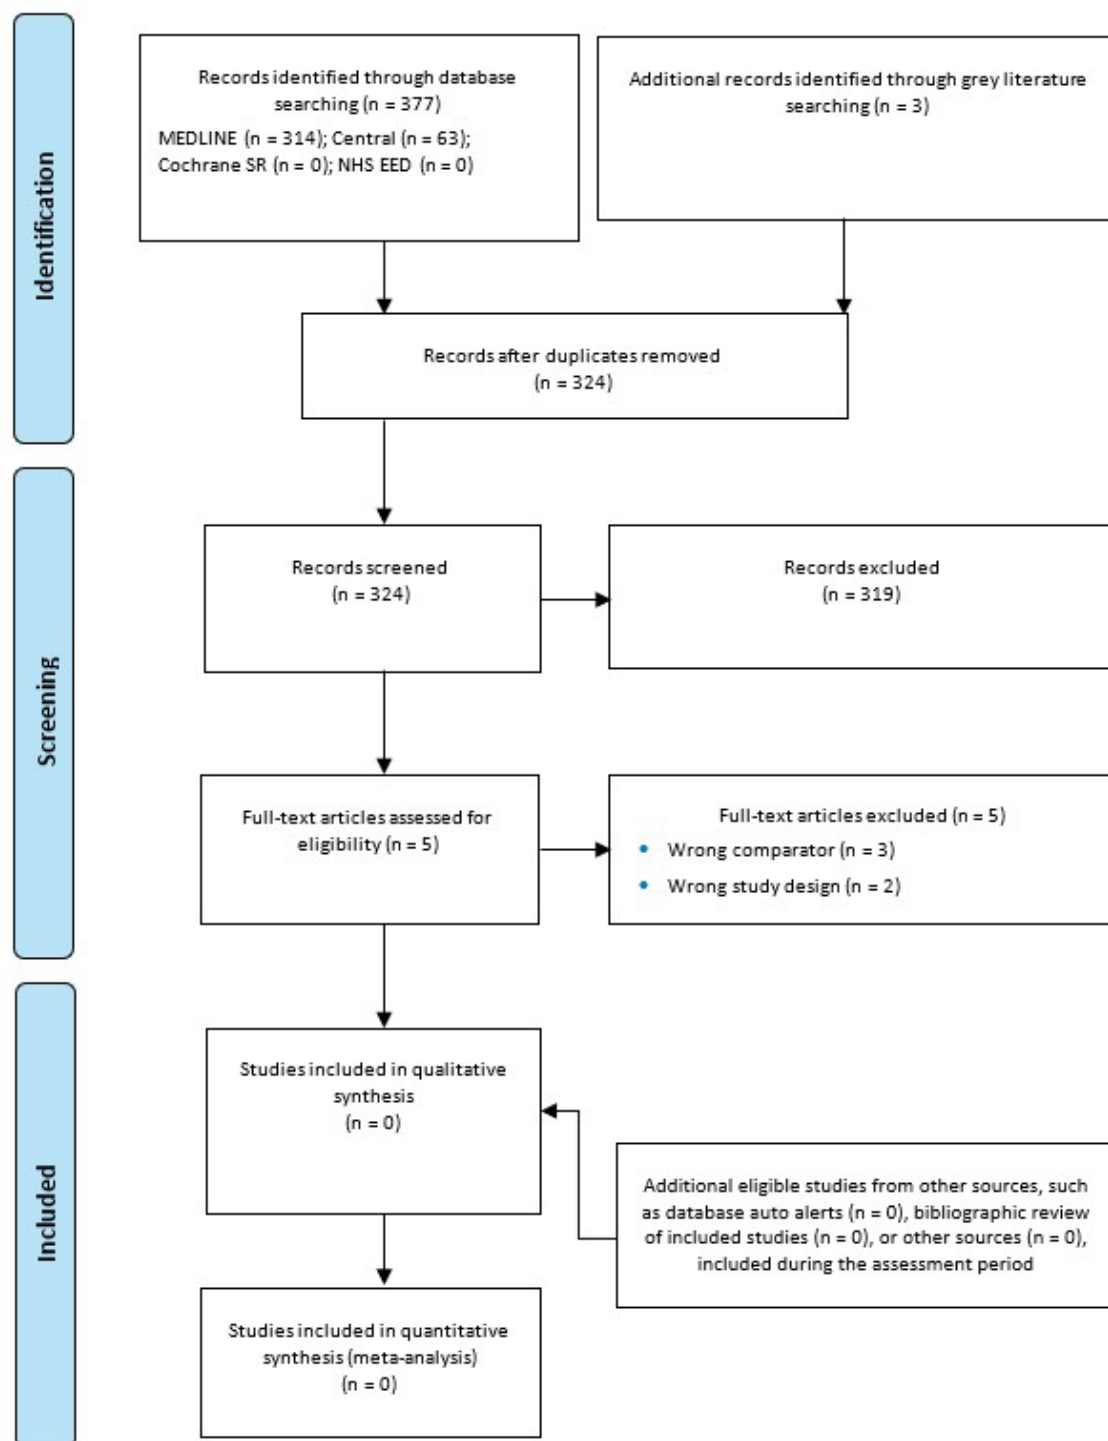 Identification
Records identified through database
searching (n = 377)
MEDLINE (n = 314); Central (n = 63);
Cochrane SR (n = 0); NHS EED (n = 0)
Additional records identified through grey literature
searching (n = 3)
Records after duplicates removed
(n = 324)
Screening
Records screened
(n = 324)
Records excluded
(n = 319)
Full-text articles assessed for
eligibility (n = 5)
Full-text articles excluded (n = 5)
• Wrong comparator (n = 3)
• Wrong study design (n = 2)
Included
Studies included in qualitative
synthesis
(n = 0)
Additional eligible studies from other sources, such
as database auto alerts (n = 0), bibliographic review
of included studies (n = 0), or other sources (n = 0),
included during the assessment period
Studies included in quantitative
synthesis (meta-analysis)
(n = 0)